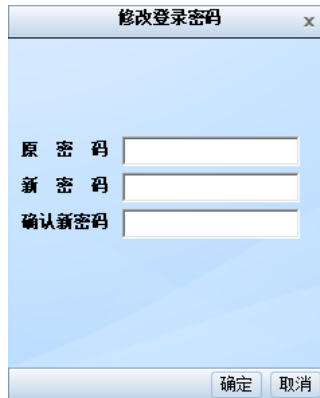 修改登录密码 x
原 密 码
新 密 码
确认新密码
确定 取消